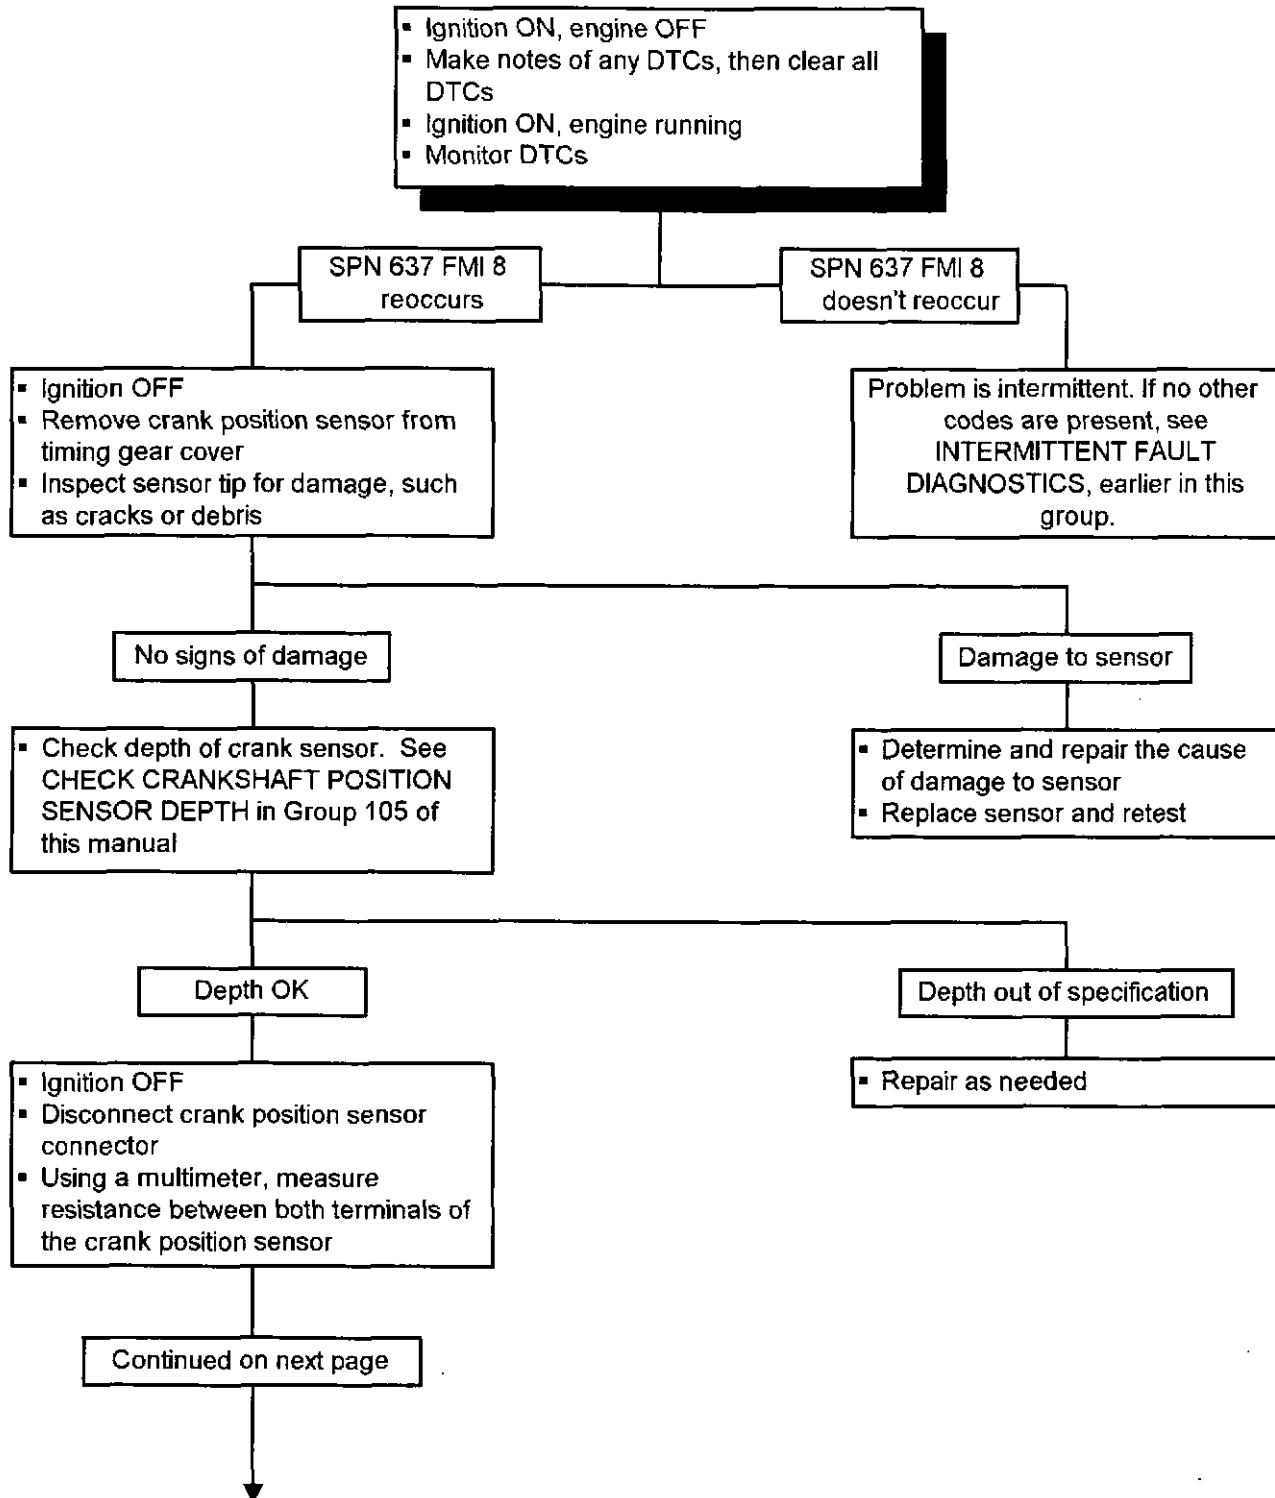 ▪ Ignition ON, engine OFF
▪ Make notes of any DTCs, then clear all
DTCs
▪ Ignition ON, engine running
▪ Monitor DTCs
SPN 637 FMI 8
reoccurs
SPN 637 FMI 8
doesn't reoccur
▪ Ignition OFF
▪ Remove crank position sensor from
timing gear cover
▪ Inspect sensor tip for damage, such
as cracks or debris
Problem is intermittent. If no other
codes are present, see
INTERMITTENT FAULT
DIAGNOSTICS, earlier in this
group.
No signs of damage
Damage to sensor
▪ Check depth of crank sensor. See
CHECK CRANKSHAFT POSITION
SENSOR DEPTH in Group 105 of
this manual
▪ Determine and repair the cause
of damage to sensor
▪ Replace sensor and retest
Depth OK
Depth out of specification
▪ Ignition OFF
▪ Disconnect crank position sensor
connector
▪ Using a multimeter, measure
resistance between both terminals of
the crank position sensor
▪ Repair as needed
Continued on next page